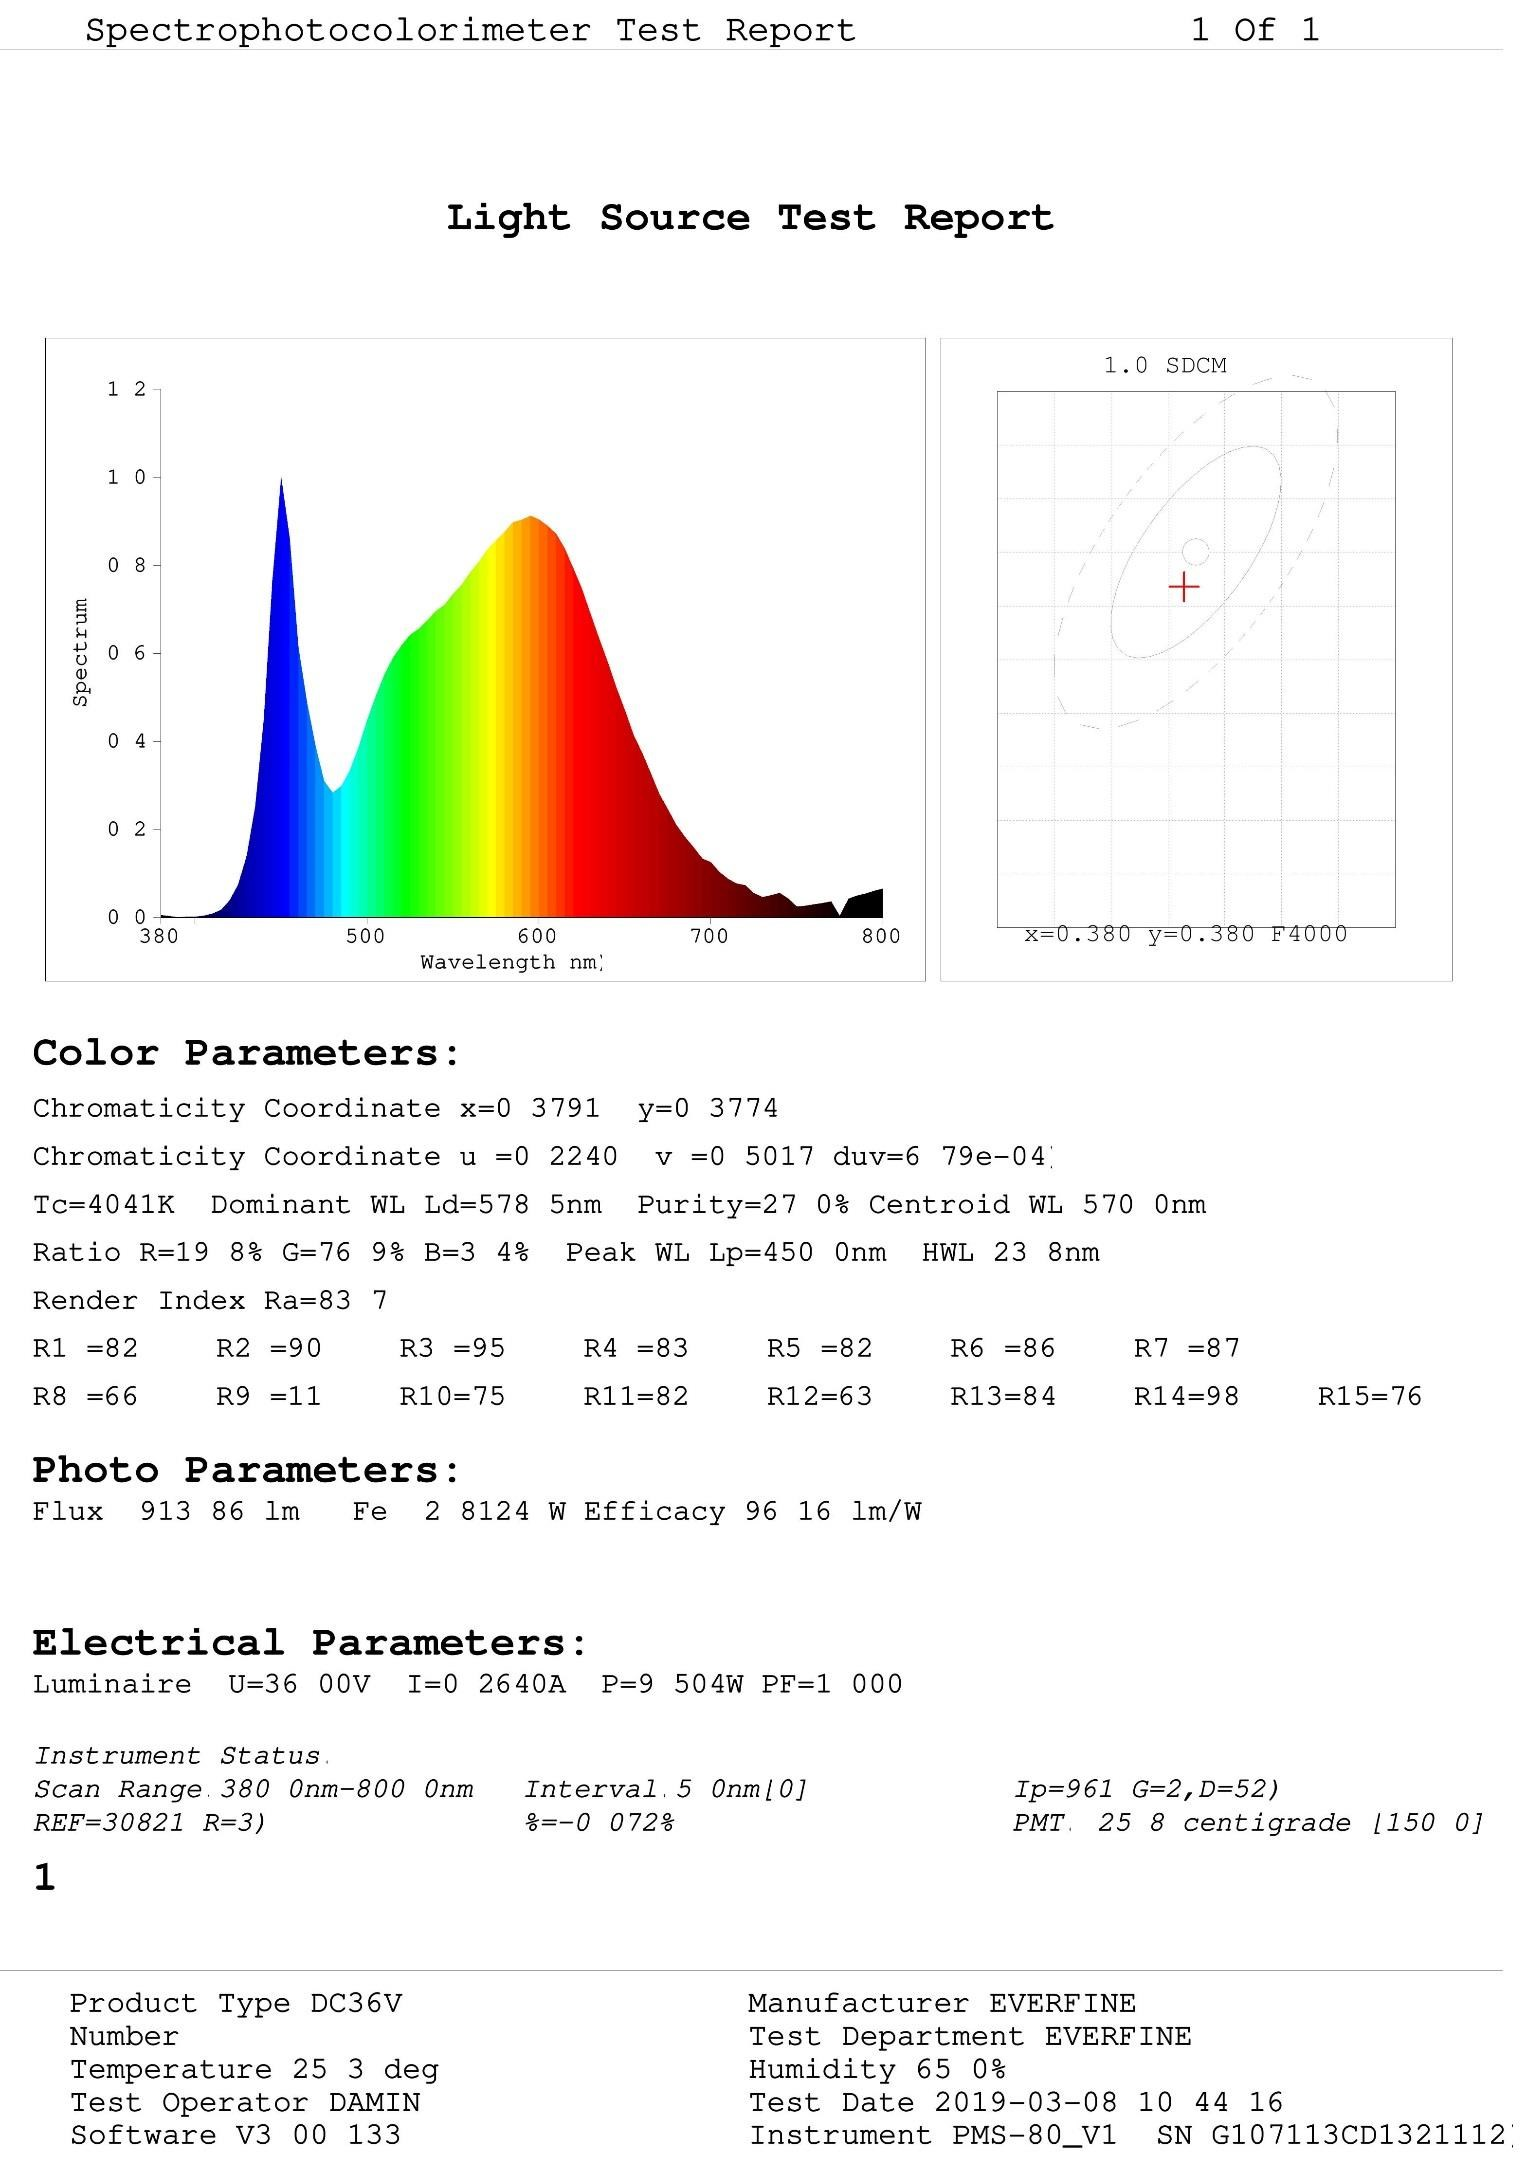 Spectrophotocolorimeter Test Report 1 Of 1
Light Source Test Report
1 2
1 0
0 8
0 6
0 4
0 2
0 0
Spectrum
380 500 600 700 800
Wavelength nm)
1.0 SDCM
x=0.380 y=0.380 F4000
Color Parameters:
Chromaticity Coordinate x=0 3791 y=0 3774
Chromaticity Coordinate u =0 2240 v =0 5017 duv=6 79e-04)
Tc=4041K Dominant WL Ld=578 5nm Purity=27 0% Centroid WL 570 0nm
Ratio R=19 8% G=76 9% B=3 4% Peak WL Lp=450 0nm HWL 23 8nm
Render Index Ra=83 7
R1 =82 R2 =90 R3 =95 R4 =83 R5 =82 R6 =86 R7 =87
R8 =66 R9 =11 R10=75 R11=82 R12=63 R13=84 R14=98 R15=76
Photo Parameters:
Flux 913 86 lm Fe 2 8124 W Efficacy 96 16 lm/W
Electrical Parameters:
Luminaire U=36 00V I=0 2640A P=9 504W PF=1 000
Instrument Status.
Scan Range.380 0nm-800 0nm Interval.5 0nm[0] Ip=961 G=2,D=52)
REF=30821 R=3) %=-0 072% PMT. 25 8 centigrade [150 0]
1
Product Type DC36V Manufacturer EVERFINE
Number Test Department EVERFINE
Temperature 25 3 deg Humidity 65 0%
Test Operator DAMIN Test Date 2019-03-08 10 44 16
Software V3 00 133 Instrument PMS-80_V1 SN G107113CD1321112)